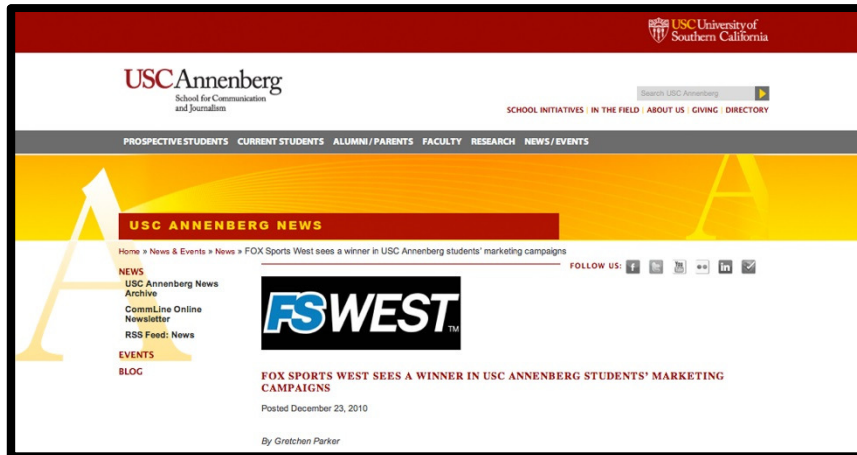 USC University of
Southern California
USC Annenberg
School for Communication
and Journalism
Search USC Annenberg
SCHOOL INITIATIVES | IN THE FIELD | ABOUT US | GIVING | DIRECTORY
PROSPECTIVE STUDENTS CURRENT STUDENTS ALUMNI / PARENTS FACULTY RESEARCH NEWS / EVENTS
USC ANNENBERG NEWS
Home » News & Events » News » FOX Sports West sees a winner in USC Annenberg students' marketing campaigns
FOLLOW US:
NEWS
USC Annenberg News
Archive
CommLine Online
Newsletter
RSS Feed: News
EVENTS
BLOG
FSWEST TM
FOX SPORTS WEST SEES A WINNER IN USC ANNENBERG STUDENTS' MARKETING
CAMPAIGNS
Posted December 23, 2010
By Gretchen Parker